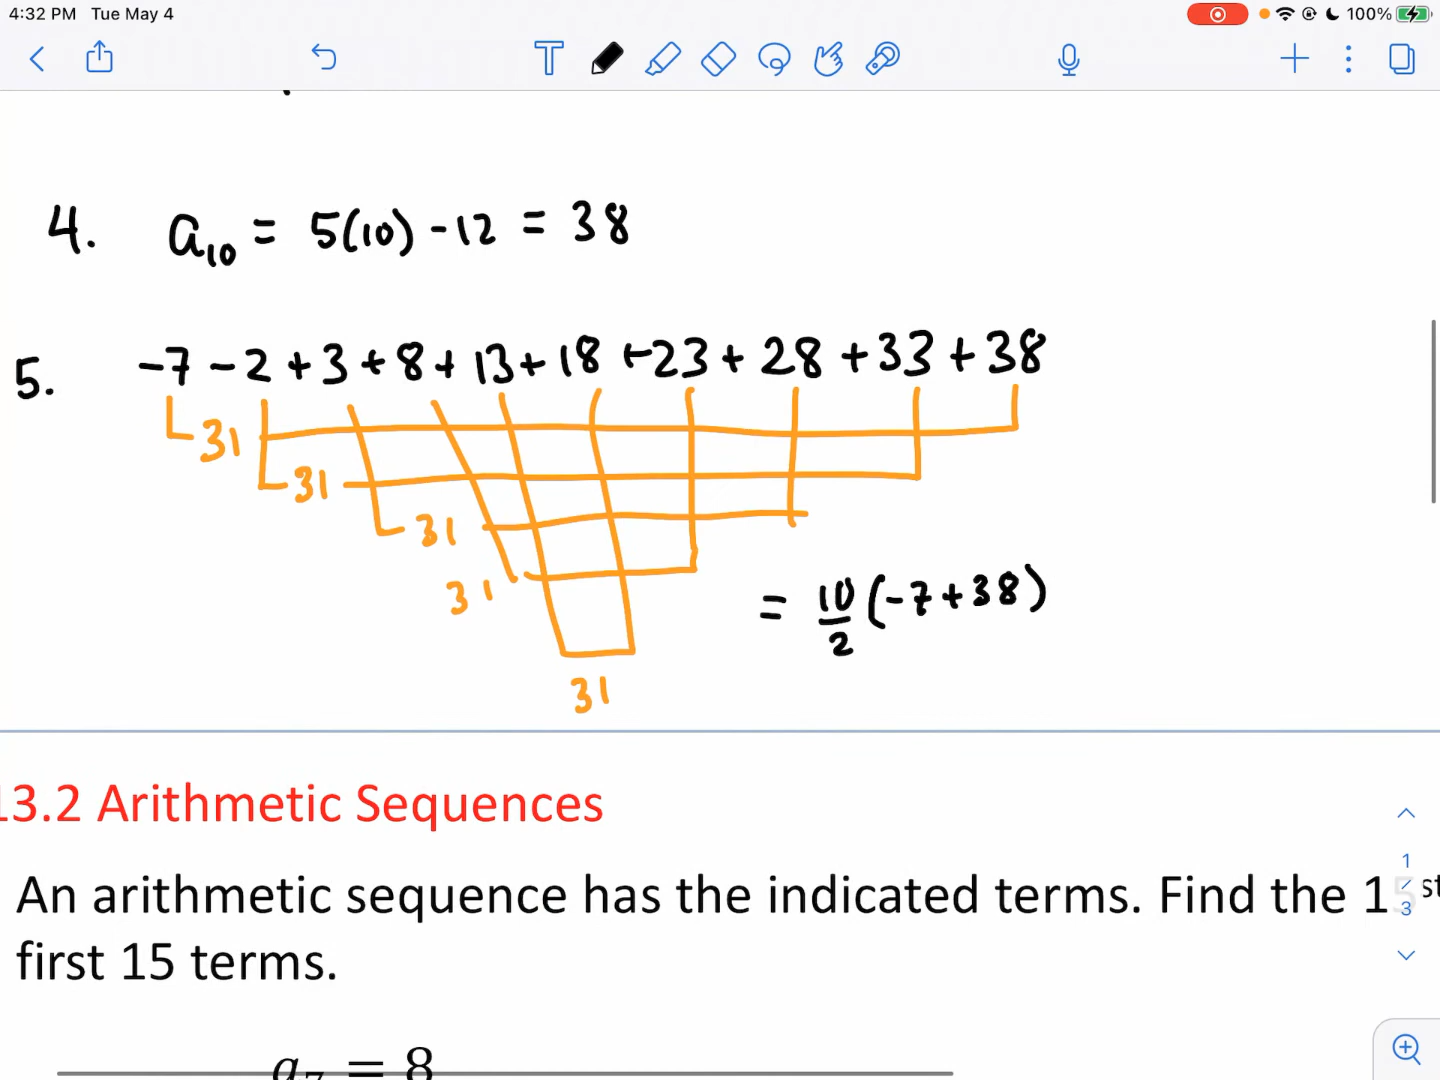 4:32 PM Tue May 4 100%
4. a₁₀ = 5(10) - 12 = 38
5. -7 - 2 + 3 + 8 + 13 + 18 + 23 + 28 + 33 + 38
31
31
31
31
= 10/2 (-7 + 38)
31
13.2 Arithmetic Sequences
An arithmetic sequence has the indicated terms. Find the 15st
first 15 terms.
1/3
a₇ = 8